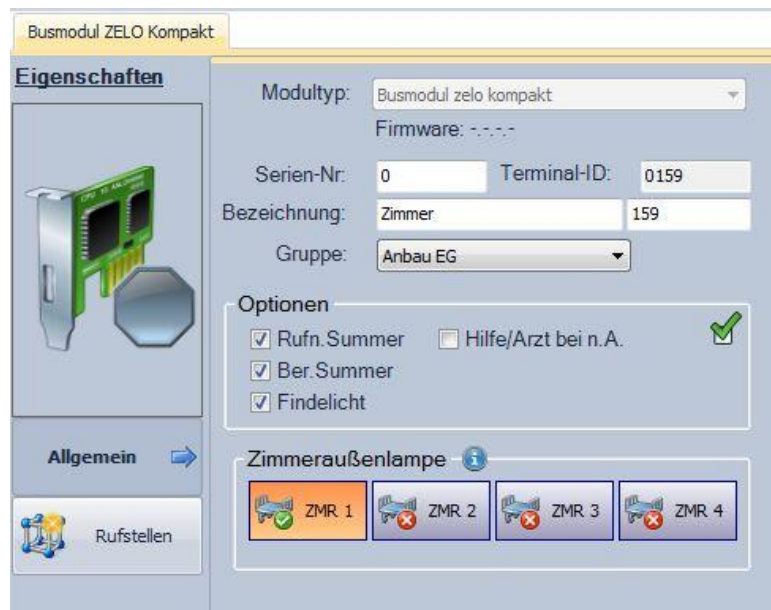 Busmodul ZELO Kompakt
Eigenschaften
Modultyp: Busmodul zelo kompakt
Firmware: -.-.-.-
Serien-Nr: 0 Terminal-ID: 0159
Bezeichnung: Zimmer 159
Gruppe: Anbau EG
Optionen
Rufn.Summer Hilfe/Arzt bei n.A.
Ber.Summer
Findelicht
Allgemein
Zimmeraußenlampe
ZMR 1 ZMR 2 ZMR 3 ZMR 4
Rufstellen